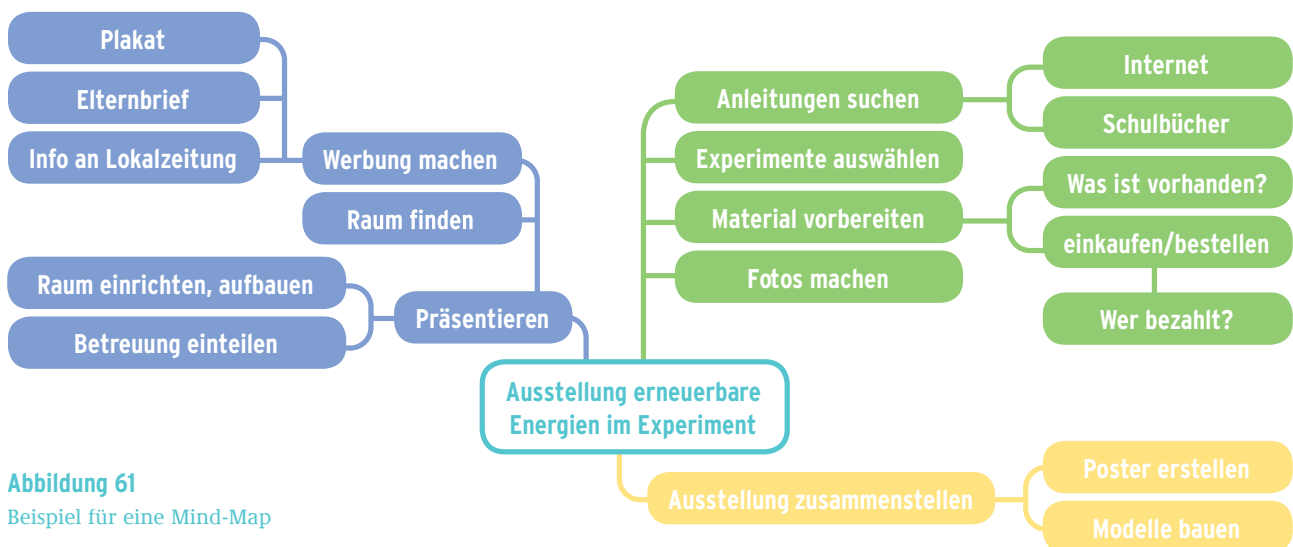 Plakat
Elternbrief
Info an Lokalzeitung
Werbung machen
Raum finden
Raum einrichten, aufbauen
Betreuung einteilen
Präsentieren
Anleitungen suchen
Experimente auswählen
Material vorbereiten
Fotos machen
Internet
Schulbücher
Was ist vorhanden?
einkaufen/bestellen
Wer bezahlt?
Ausstellung erneuerbare
Energien im Experiment
Ausstellung zusammenstellen
Poster erstellen
Modelle bauen
Abbildung 61
Beispiel für eine Mind-Map